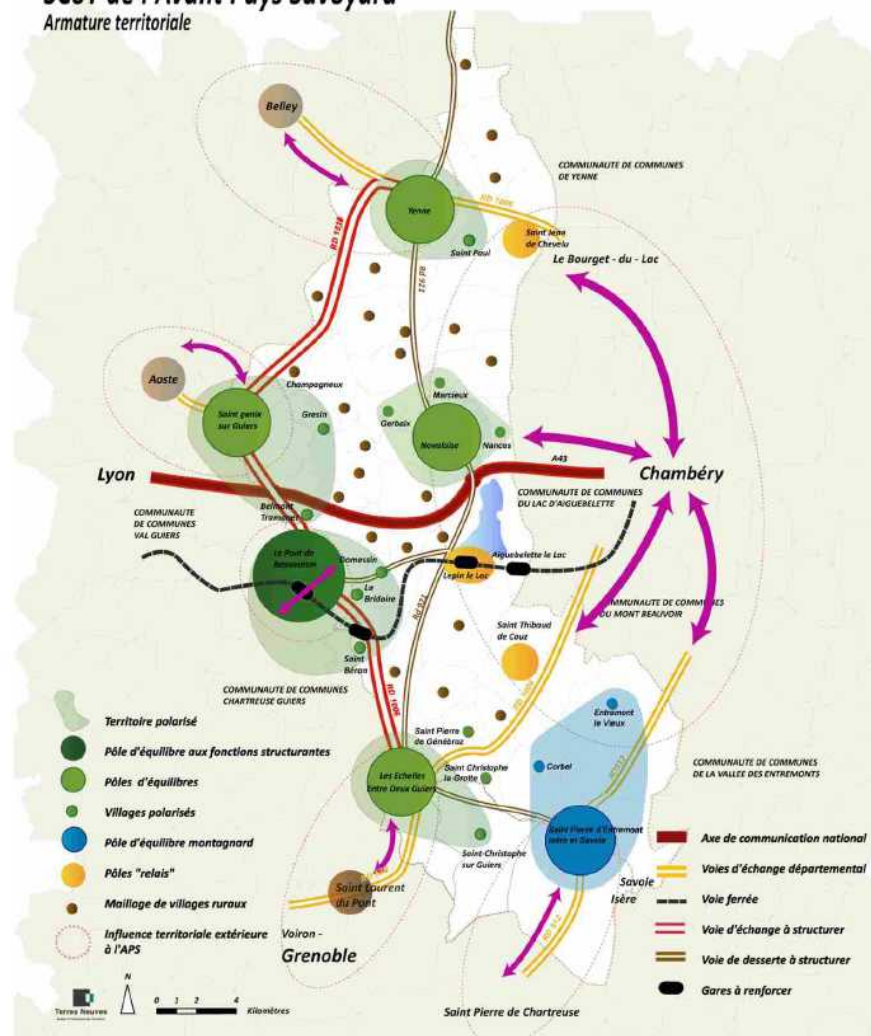 Armature territoriale
Belley
COMMUNAUTE DE COMMUNES
DE YENNE
Yenne
RD 1006
Saint Jean
de Chevelu
Saint Paul
Le Bourget - du - Lac
Aoste
Champagneux
Saint genix
sur Guiers
Gresin
Marcieux
Gerbaix
Novalaise
Nances
A43
Lyon
Chambéry
COMMUNAUTE DE COMMUNES
DU LAC D'AIGUEBELETTE
COMMUNAUTE
DE COMMUNES
VAL GUIERS
Belmont
Tramonet
Le Pont de
Domessin
Aiguebelette le Lac
Lepin le Lac
La
Bridoire
Rd 921
COMMUNAUTE DE COMMUNES
DU MONT BEAUVOIR
Saint Thibaud
de Couz
Saint
Béron
COMMUNAUTE DE COMMUNES
CHARTREUSE GUIERS
RD 1006
Saint Pierre
de Génébroz
Entremont
le Vieux
Corbel
Saint Christophe
la Grotte
Les Echelles
Entre Deux Guiers
COMMUNAUTE DE COMMUNES
DE LA VALLEE DES ENTREMONTS
Saint Pierre d'Entremont
Isère et Savoie
Saint-Christophe
sur Guiers
Saint Laurent
du Pont
Savoie
Isère
Voiron -
Grenoble
RD 912
Saint Pierre de Chartreuse
Territoire polarisé
Pôle d'équilibre aux fonctions structurantes
Pôles d'équilibres
Villages polarisés
Pôle d'équilibre montagnard
Pôles "relais"
Maillage de villages ruraux
Influence territoriale extérieure
à l'APS
Axe de communication national
Voies d'échange départemental
Voie ferrée
Voie d'échange à structurer
Voie de desserte à structurer
Gares à renforcer
Terres Neuves
N
0 1 2 4
Kilomètres